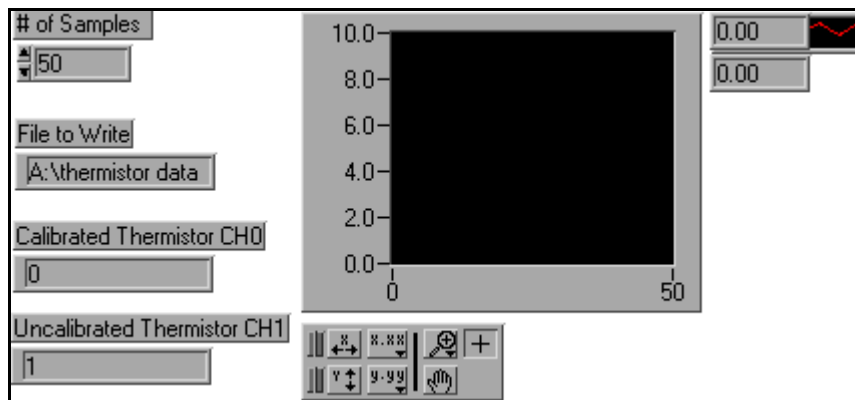 # of Samples
50
File to Write
A:\thermistor data
Calibrated Thermistor CH0
0
Uncalibrated Thermistor CH1
1
10.0
8.0
6.0
4.0
2.0
0.0
0 50
0.00
0.00
X X.XX
Y y.yy